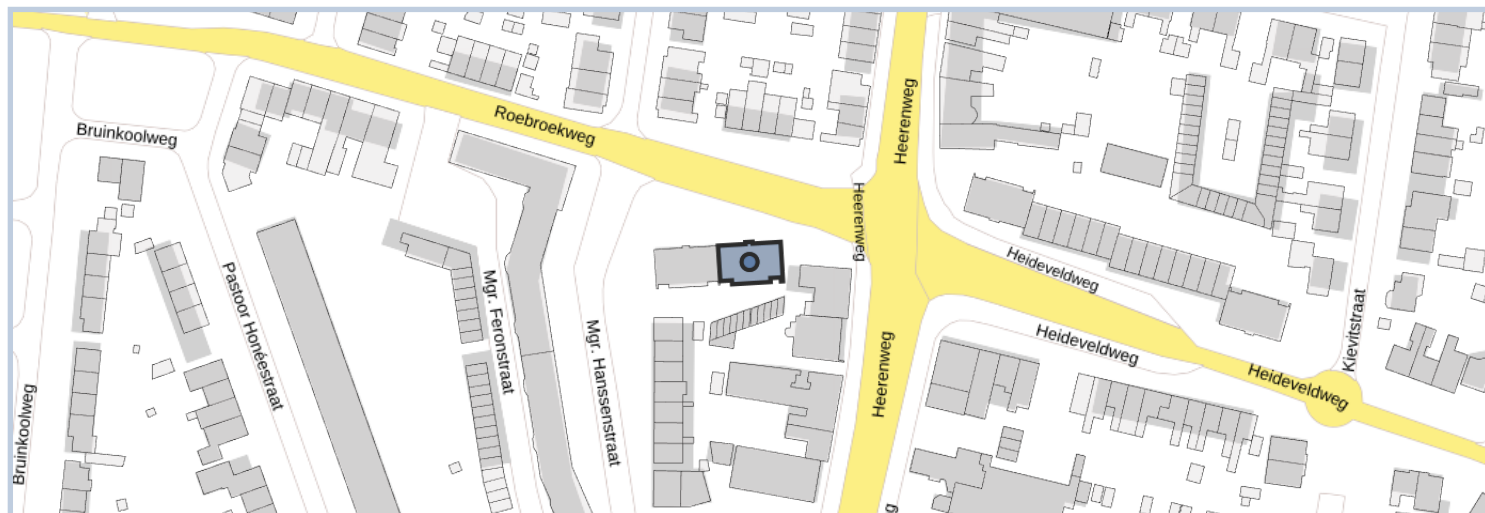 Roebroekweg
Heerenweg
Bruinkoolweg
Heerenweg
Heideveldweg
Pastoor Honéestraat
Mgr. Feronstraat
Mgr. Hanssenstraat
Heideveldweg
Kievitstraat
Heerenweg
Heideveldweg
Bruinkoolweg
g